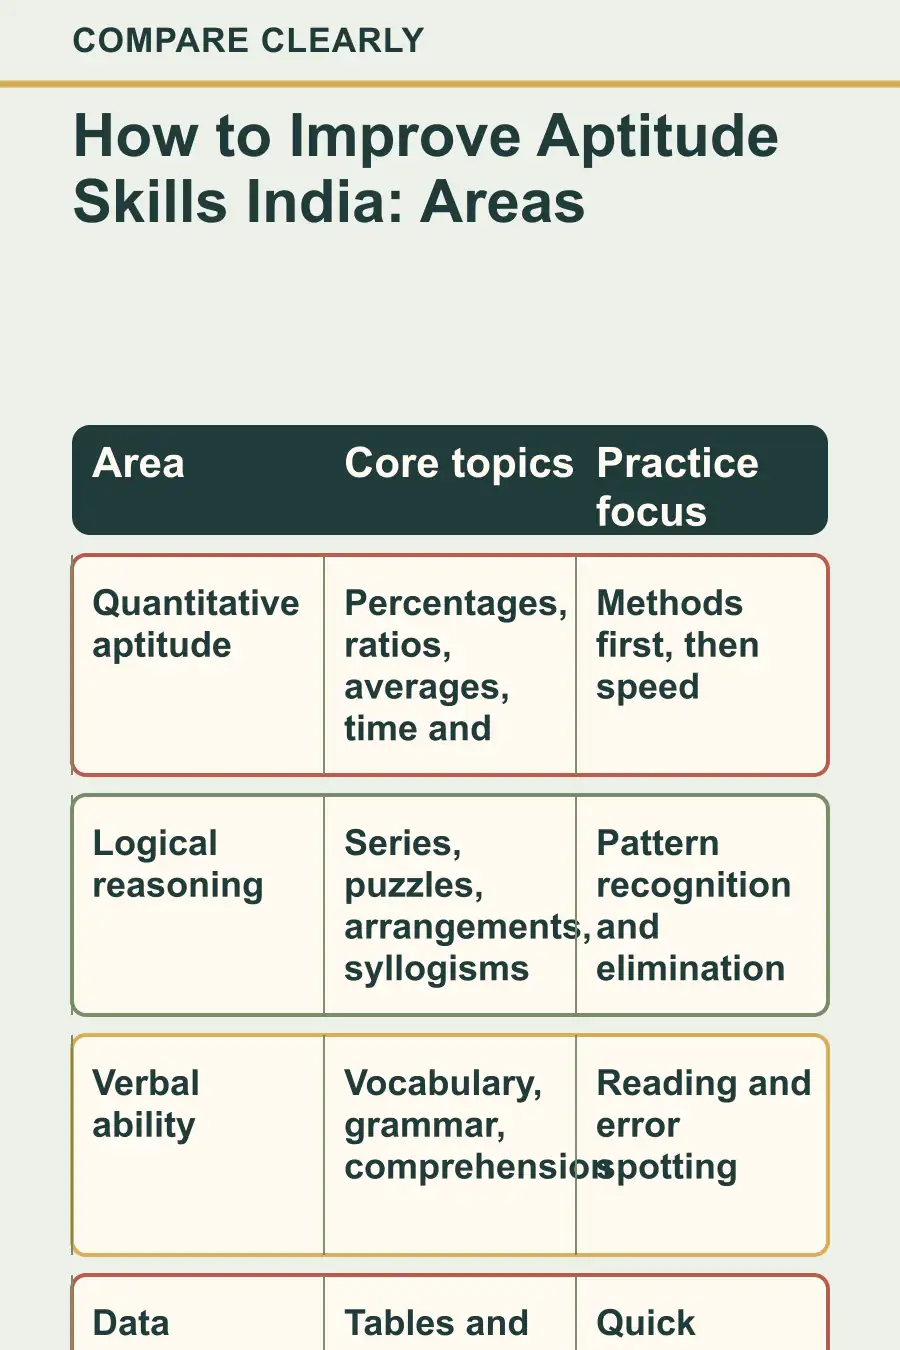 COMPARE CLEARLY
How to Improve Aptitude
Skills India: Areas
Area
Core topics
Practice
focus
Quantitative
aptitude
Percentages,
ratios,
averages,
time and
Methods
first, then
speed
Logical
reasoning
Series,
puzzles,
arrangements,
syllogisms
Pattern
recognition
and
elimination
Verbal
ability
Vocabulary,
grammar,
comprehension
Reading and
error
spotting
Data
Tables and
Quick